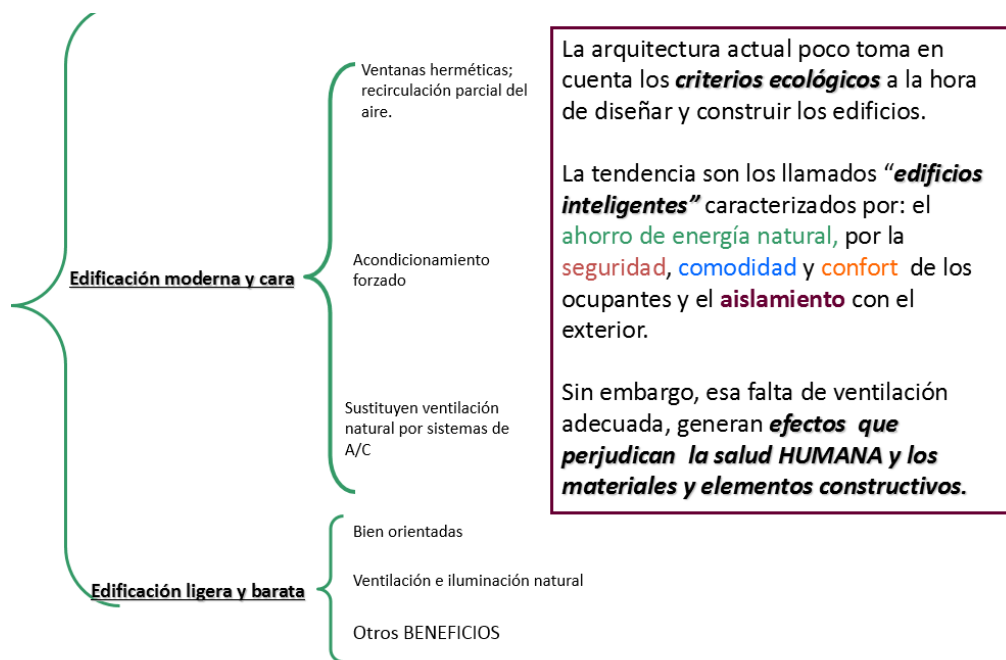 Ventanas herméticas;
recirculación parcial del
aire.
Edificación moderna y cara
Acondicionamiento
forzado
Sustituyen ventilación
natural por sistemas de
A/C
Edificación ligera y barata
Bien orientadas
Ventilación e iluminación natural
Otros BENEFICIOS
La arquitectura actual poco toma en
cuenta los criterios ecológicos a la hora
de diseñar y construir los edificios.
La tendencia son los llamados “edificios
inteligentes” caracterizados por: el
ahorro de energía natural, por la
seguridad, comodidad y confort de los
ocupantes y el aislamiento con el
exterior.
Sin embargo, esa falta de ventilación
adecuada, generan efectos que
perjudican la salud HUMANA y los
materiales y elementos constructivos.